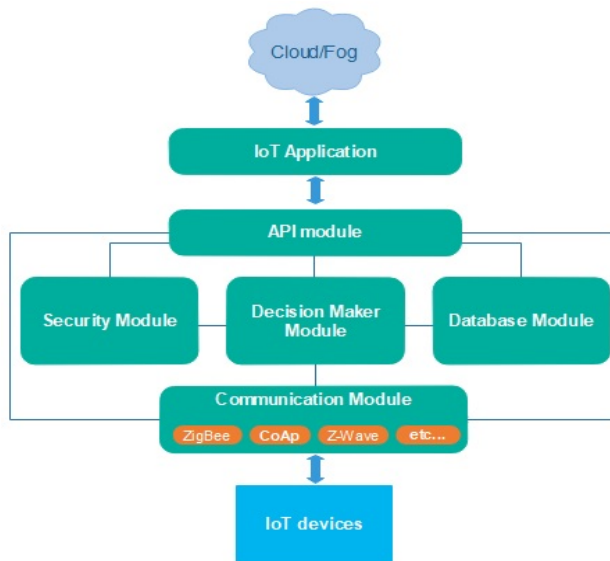 Cloud/Fog
IoT Application
API module
Security Module
Decision Maker
Module
Database Module
Communication Module
ZigBee
CoAp
Z-Wave
etc...
IoT devices